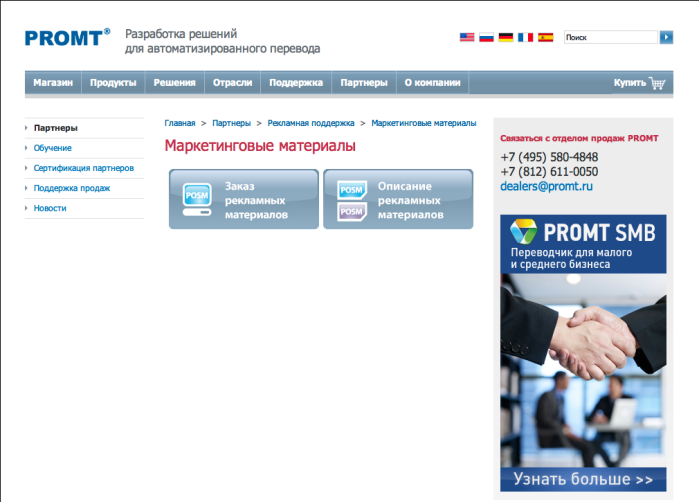 PROMT®
Разработка решений
для автоматизированного перевода
Поиск
Магазин Продукты Решения Отрасли Поддержка Партнеры О компании Купить
Партнеры
Обучение
Сертификация партнеров
Поддержка продаж
Новости
Главная > Партнеры > Рекламная поддержка > Маркетинговые материалы
Маркетинговые материалы
POSM
Заказ
рекламных
материалов
POSM
POSM
Описание
рекламных
материалов
Связаться с отделом продаж PROMT
+7 (495) 580-4848
+7 (812) 611-0050
dealers@promt.ru
PROMT SMB
Переводчик для малого
и среднего бизнеса
Узнать больше >>